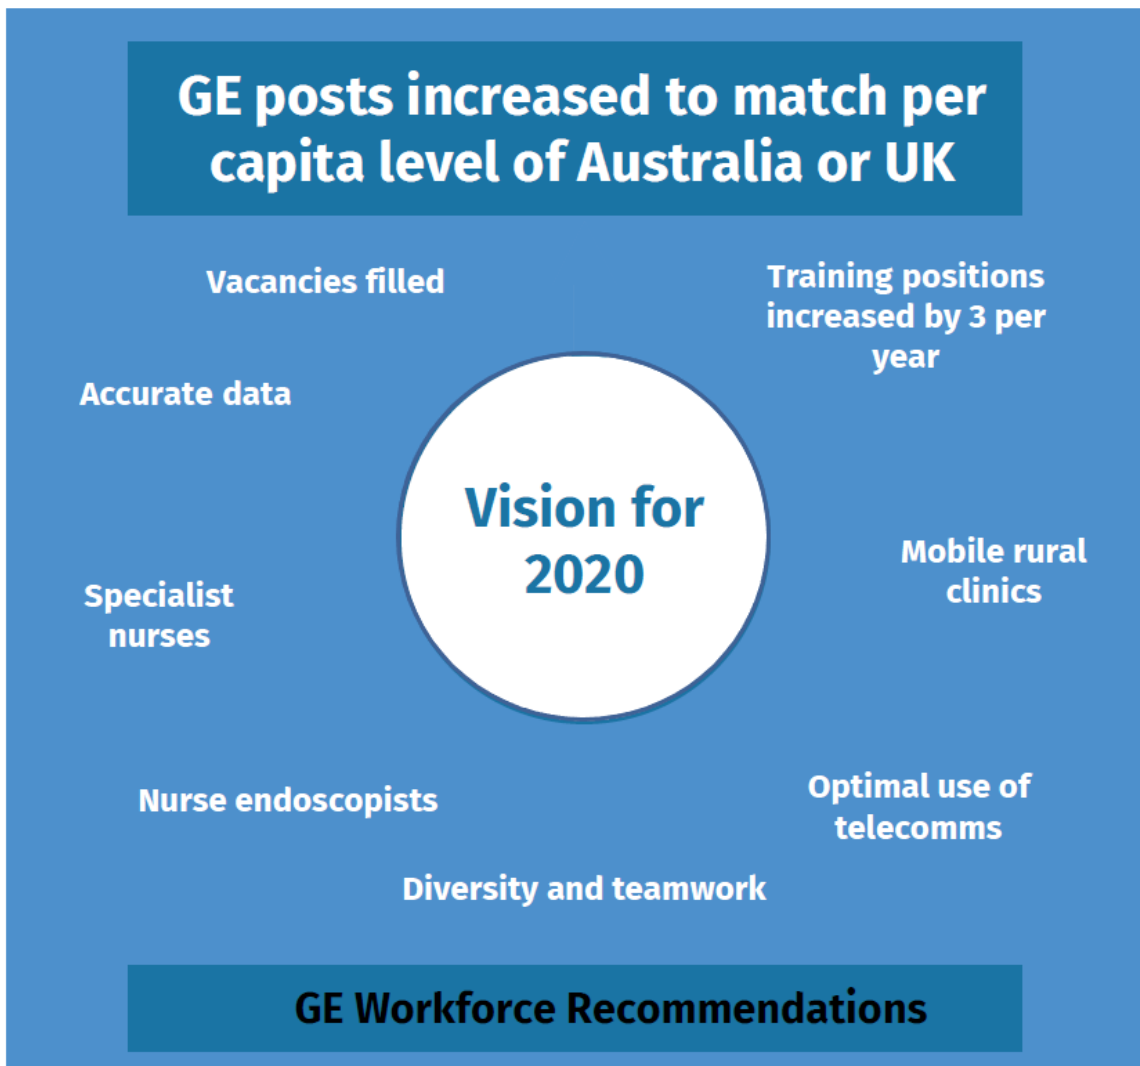 GE posts increased to match per
capita level of Australia or UK
Vacancies filled
Training positions
increased by 3 per
year
Accurate data
Vision for
2020
Mobile rural
clinics
Specialist
nurses
Nurse endoscopists
Optimal use of
telecomms
Diversity and teamwork
GE Workforce Recommendations